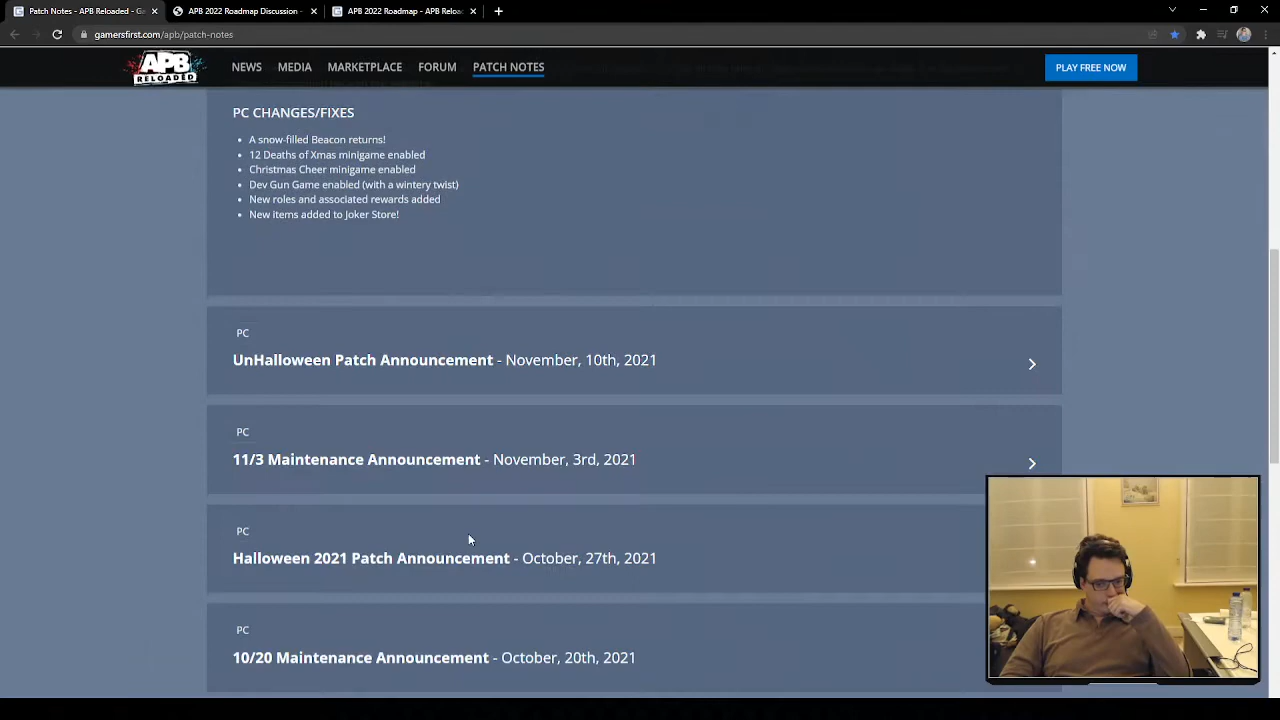 Patch Notes - APB Reloaded - Ga
APB 2022 Roadmap Discussion -
APB 2022 Roadmap - APB Reloa
gamersfirst.com/apb/patch-notes
APB
RELOADED
NEWS
MEDIA
MARKETPLACE
FORUM
PATCH NOTES
PLAY FREE NOW
PC CHANGES/FIXES
• A snow-filled Beacon returns!
• 12 Deaths of Xmas minigame enabled
• Christmas Cheer minigame enabled
• Dev Gun Game enabled (with a wintery twist)
• New roles and associated rewards added
• New items added to Joker Store!
PC
UnHalloween Patch Announcement - November, 10th, 2021
PC
11/3 Maintenance Announcement - November, 3rd, 2021
PC
Halloween 2021 Patch Announcement - October, 27th, 2021
PC
10/20 Maintenance Announcement - October, 20th, 2021